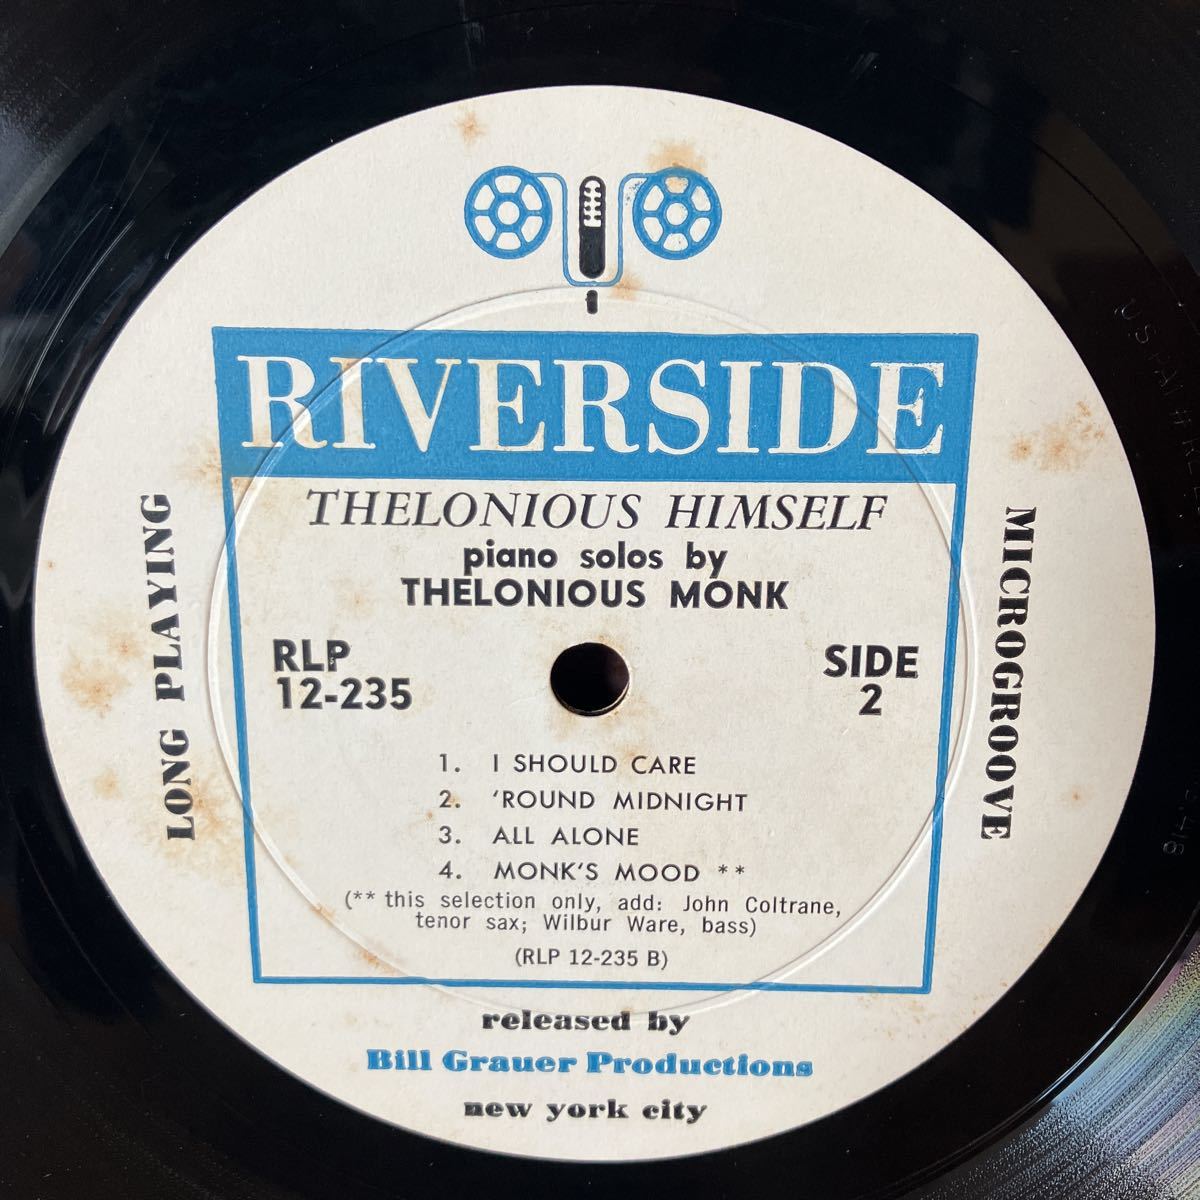 RIVERSIDE
THELONIOUS HIMSELF
piano solos by
THELONIOUS MONK
RLP
12-235
SIDE
2
LONG PLAYING
MICROGROOVE
1. I SHOULD CARE
2. 'ROUND MIDNIGHT
3. ALL ALONE
4. MONK'S MOOD **
(** this selection only, add: John Coltrane,
tenor sax; Wilbur Ware, bass)
(RLP 12-235 B)
released by
Bill Grauer Productions
new york city